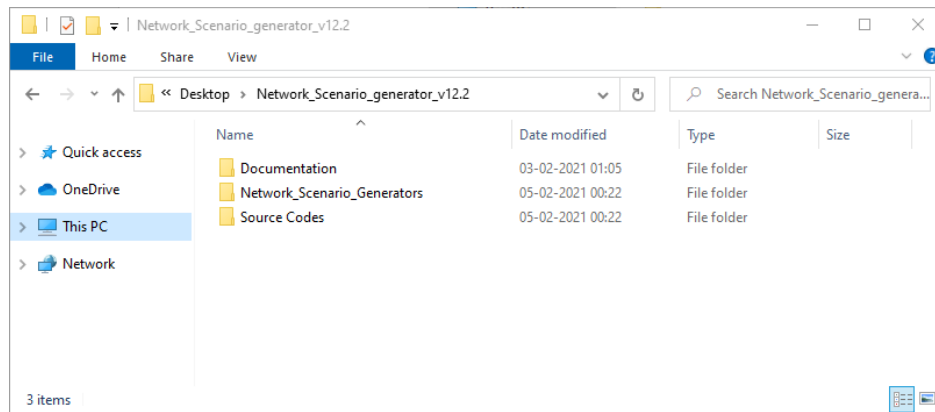 Network_Scenario_generator_v12.2
File Home Share View
« Desktop > Network_Scenario_generator_v12.2
Search Network_Scenario_genera...
Name Date modified Type Size
Quick access
OneDrive
This PC
Network
Documentation 03-02-2021 01:05 File folder
Network_Scenario_Generators 05-02-2021 00:22 File folder
Source Codes 05-02-2021 00:22 File folder
3 items